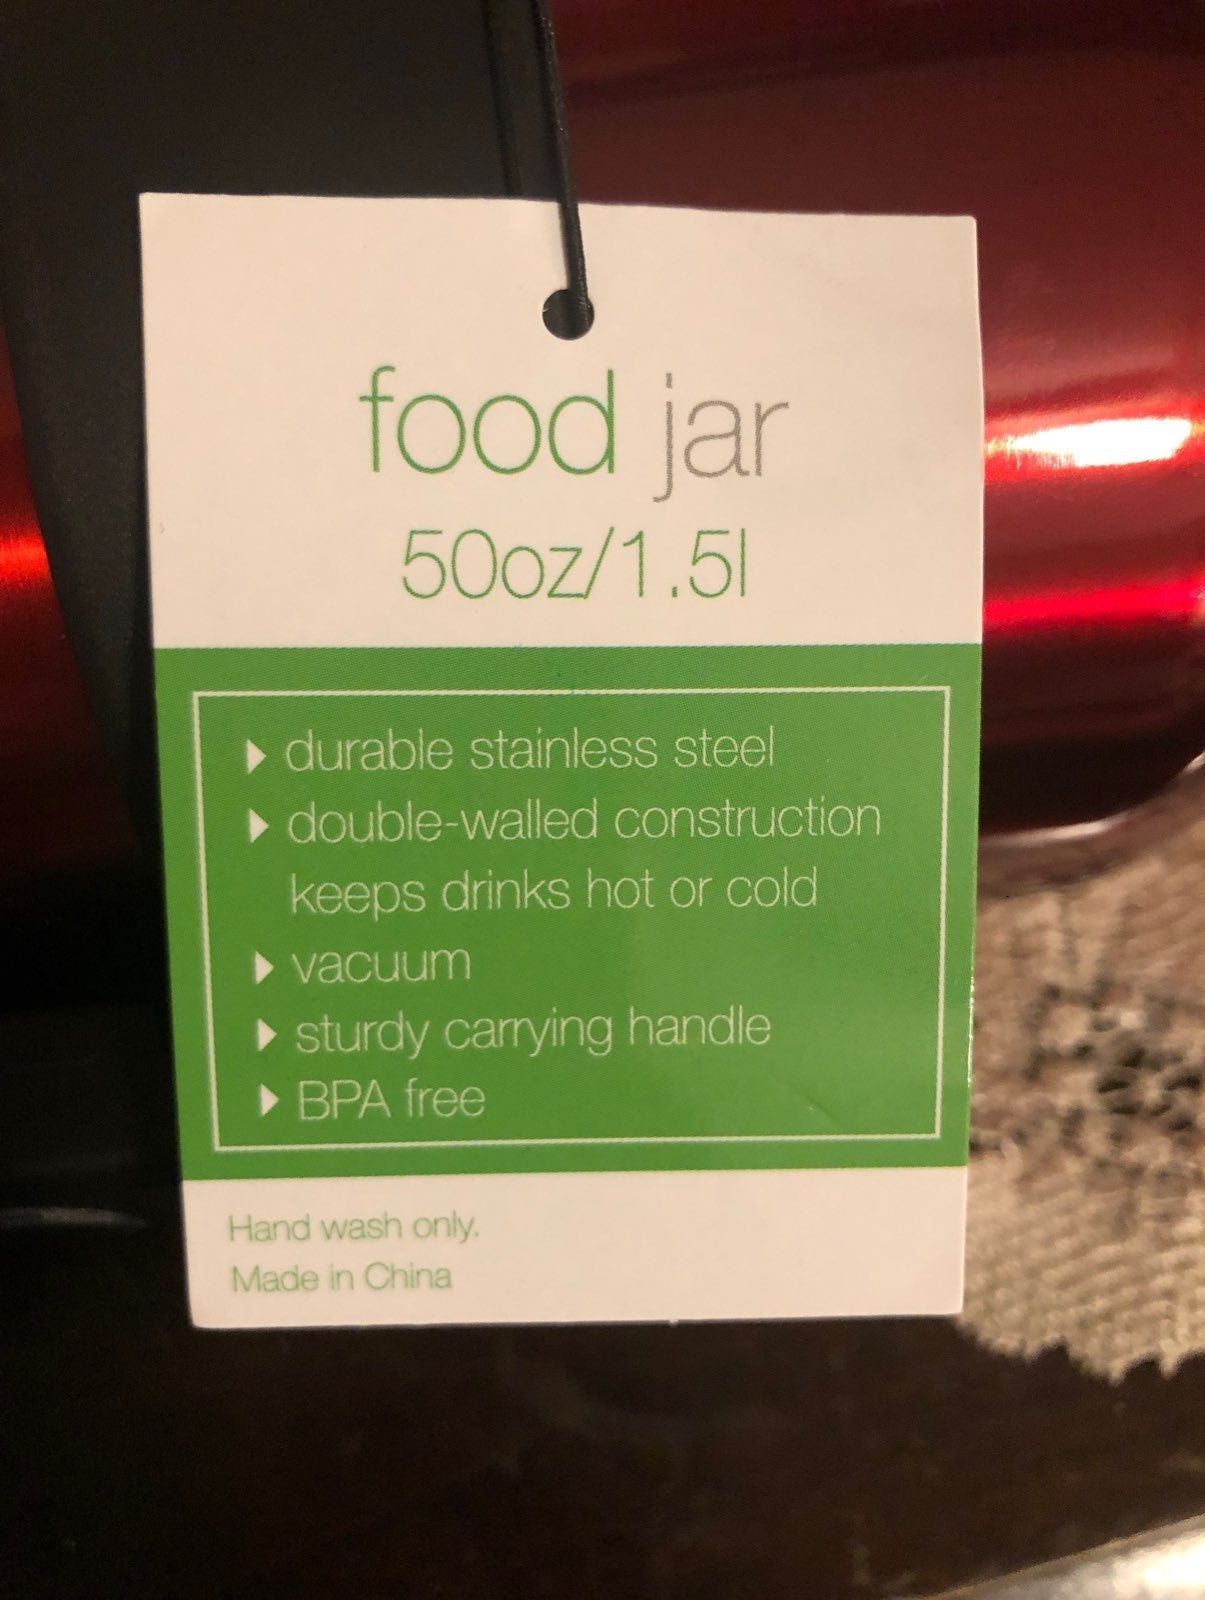 food jar
50oz/1.5l
durable stainless steel
double-walled construction
keeps drinks hot or cold
vacuum
sturdy carrying handle
BPA free
Hand wash only.
Made in China